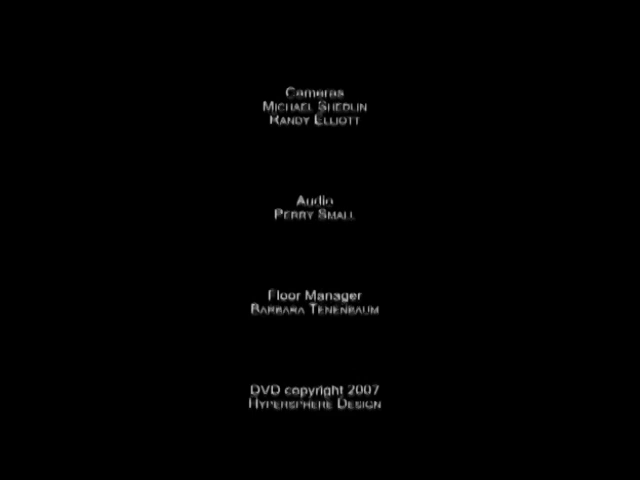 Cameras
MICHAEL SHEDLIN
RANDY ELLIOTT
Audio
PERRY SMALL
Floor Manager
BARBARA TENENBAUM
DVD copyright 2007
HYPERSPHERE DESIGN